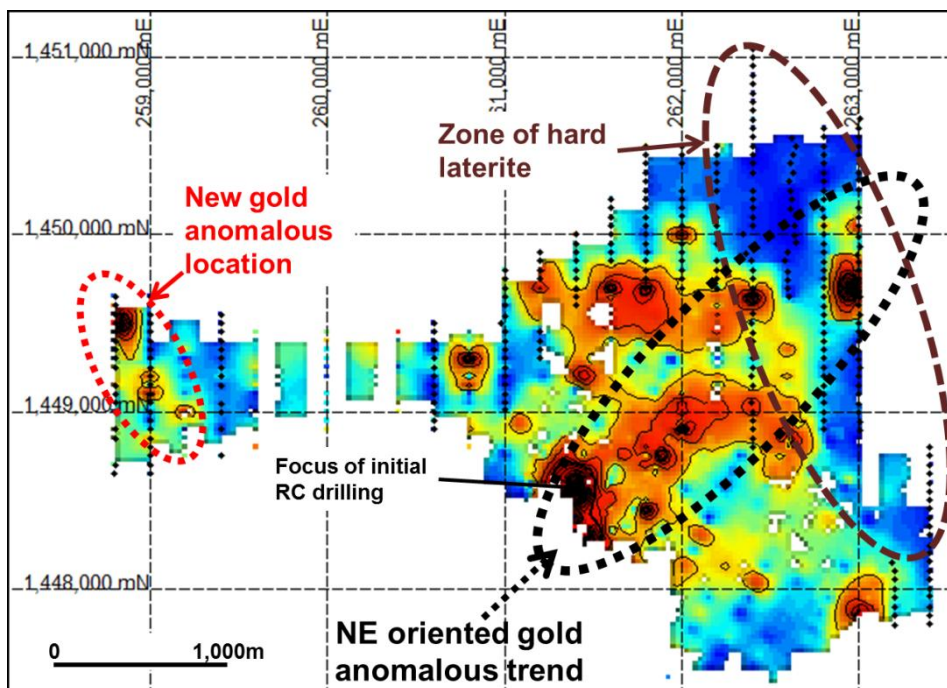 1,451,000 mN
259,000 mE
260,000 mE
61,000 mE
262,000 mE
263,000 mE
Zone of hard
laterite
New gold
anomalous
location
1,450,000 mN
1,449,000 mN
Focus of initial
RC drilling
1,448,000 mN
NE oriented gold
anomalous trend
0 1,000m